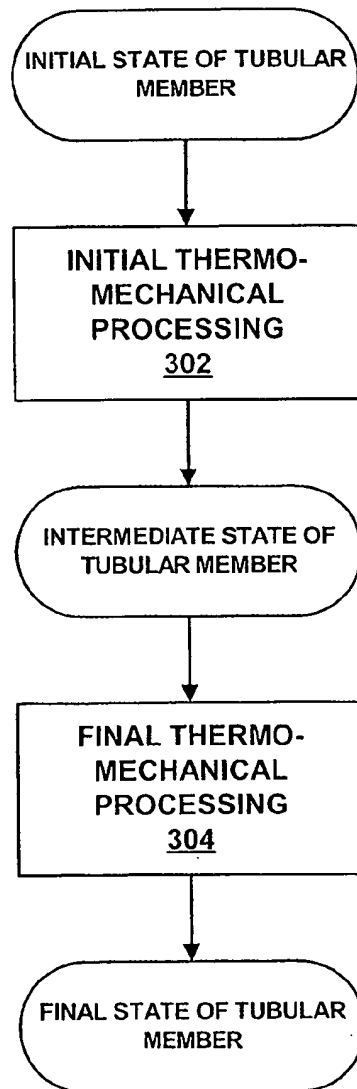 INITIAL STATE OF TUBULAR
MEMBER
INITIAL THERMO-
MECHANICAL
PROCESSING
302
INTERMEDIATE STATE OF
TUBULAR MEMBER
FINAL THERMO-
MECHANICAL
PROCESSING
304
FINAL STATE OF TUBULAR
MEMBER